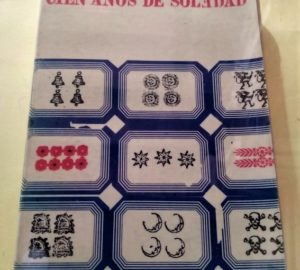 CIEN AÑOS DE SOLEDAD